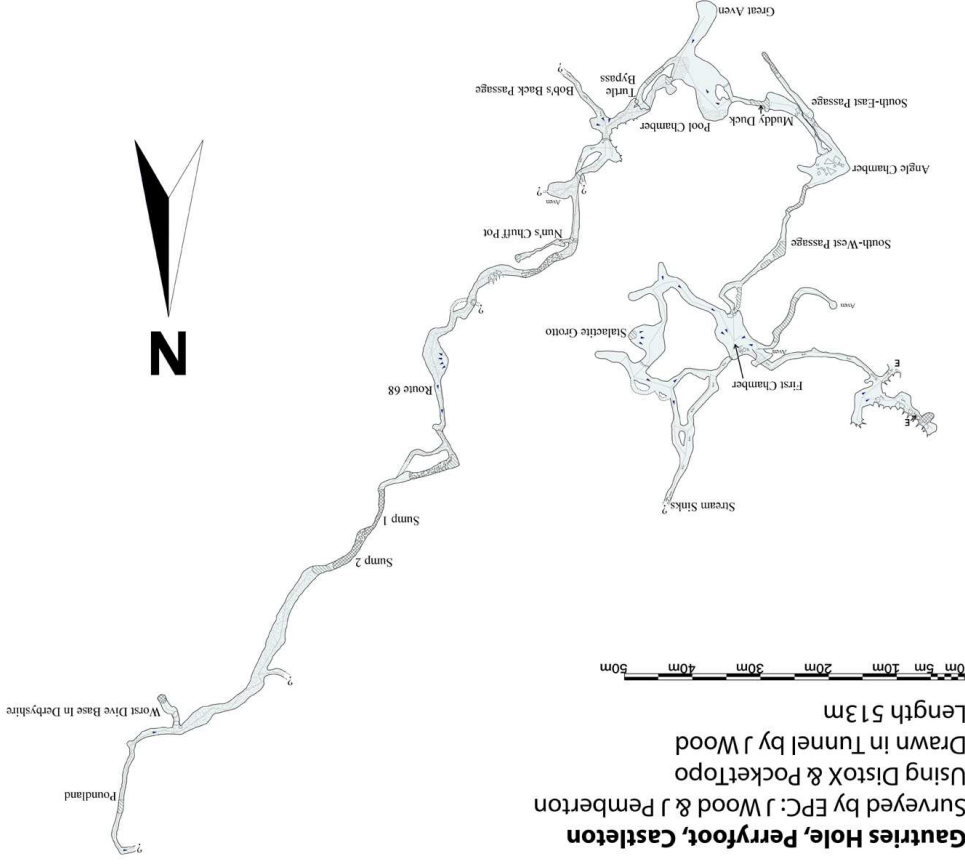 Gautries Hole, Perryfoot, Castleton
Surveyed by EPC: J Wood & J Pemberton
Using DistoX & PocketTopo
Drawn in Tunnel by J Wood
Length 513m
0m 5m 10m 20m 30m 40m 50m
?
Poundland
Worst Dive Base In Derbyshire
?
Sump 2
Sump 1
Stream Sinks
?
E
E
First Chamber
Route 68
Aven
Stalactite Grotto
Aven
?
N
South-West Passage
Nun's Chuff Pot
Aven
?
?
Angle Chamber
Muddy Duck
Pool Chamber
South-East Passage
Turtle
Bypass
Bob's Back Passage
?
Great Aven